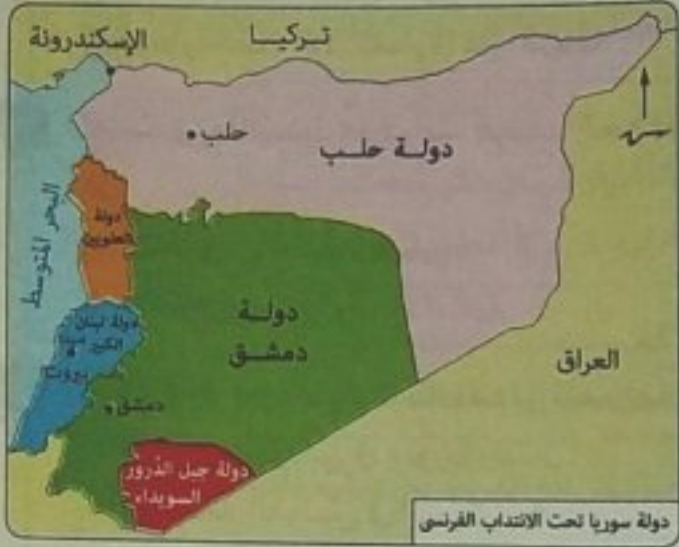 تركيا
الإسكندرونة
حلب
دولة حلب
البحر المتوسط
دولة
العلويين
دولة لبنان
الكبير
بيروت
دولة
دمشق
العراق
دمشق
دولة جبل الدروز
السويداء
دولة سوريا تحت الانتداب الفرنسى